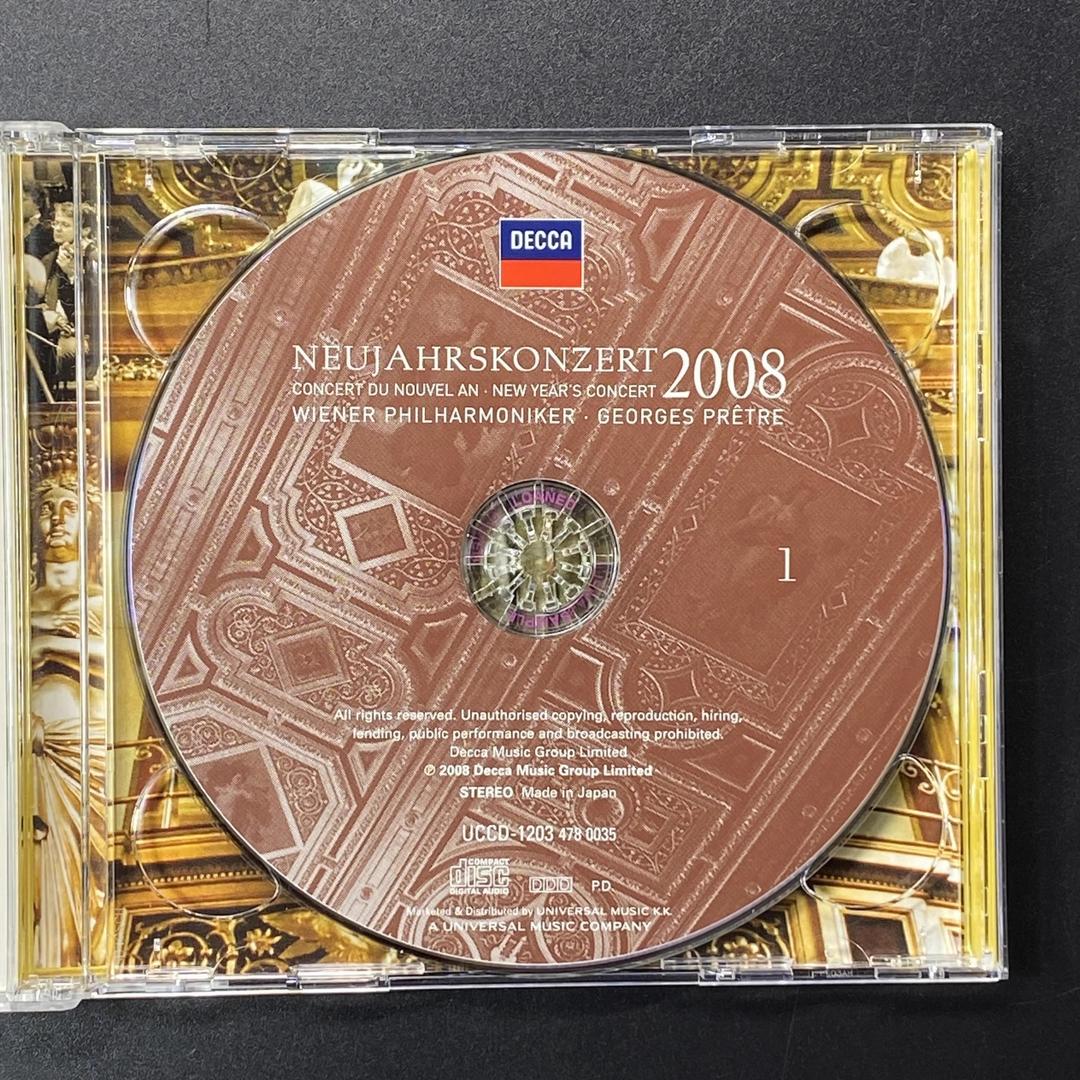 DECCA
NEUJAHRSKONZERT 2008
CONCERT DU NOUVEL AN · NEW YEAR'S CONCERT
WIENER PHILHARMONIKER · GEORGES PRÊTRE
LOANED
SAMPLE
1
All rights reserved. Unauthorised copying, reproduction, hiring,
lending, public performance and broadcasting prohibited.
Decca Music Group Limited
℗ 2008 Decca Music Group Limited
STEREO Made in Japan
UCCD-1203 478 0035
COMPACT
disc
DIGITAL AUDIO
DDD P.D.
Marketed & Distributed by UNIVERSAL MUSIC K.K.
A UNIVERSAL MUSIC COMPANY